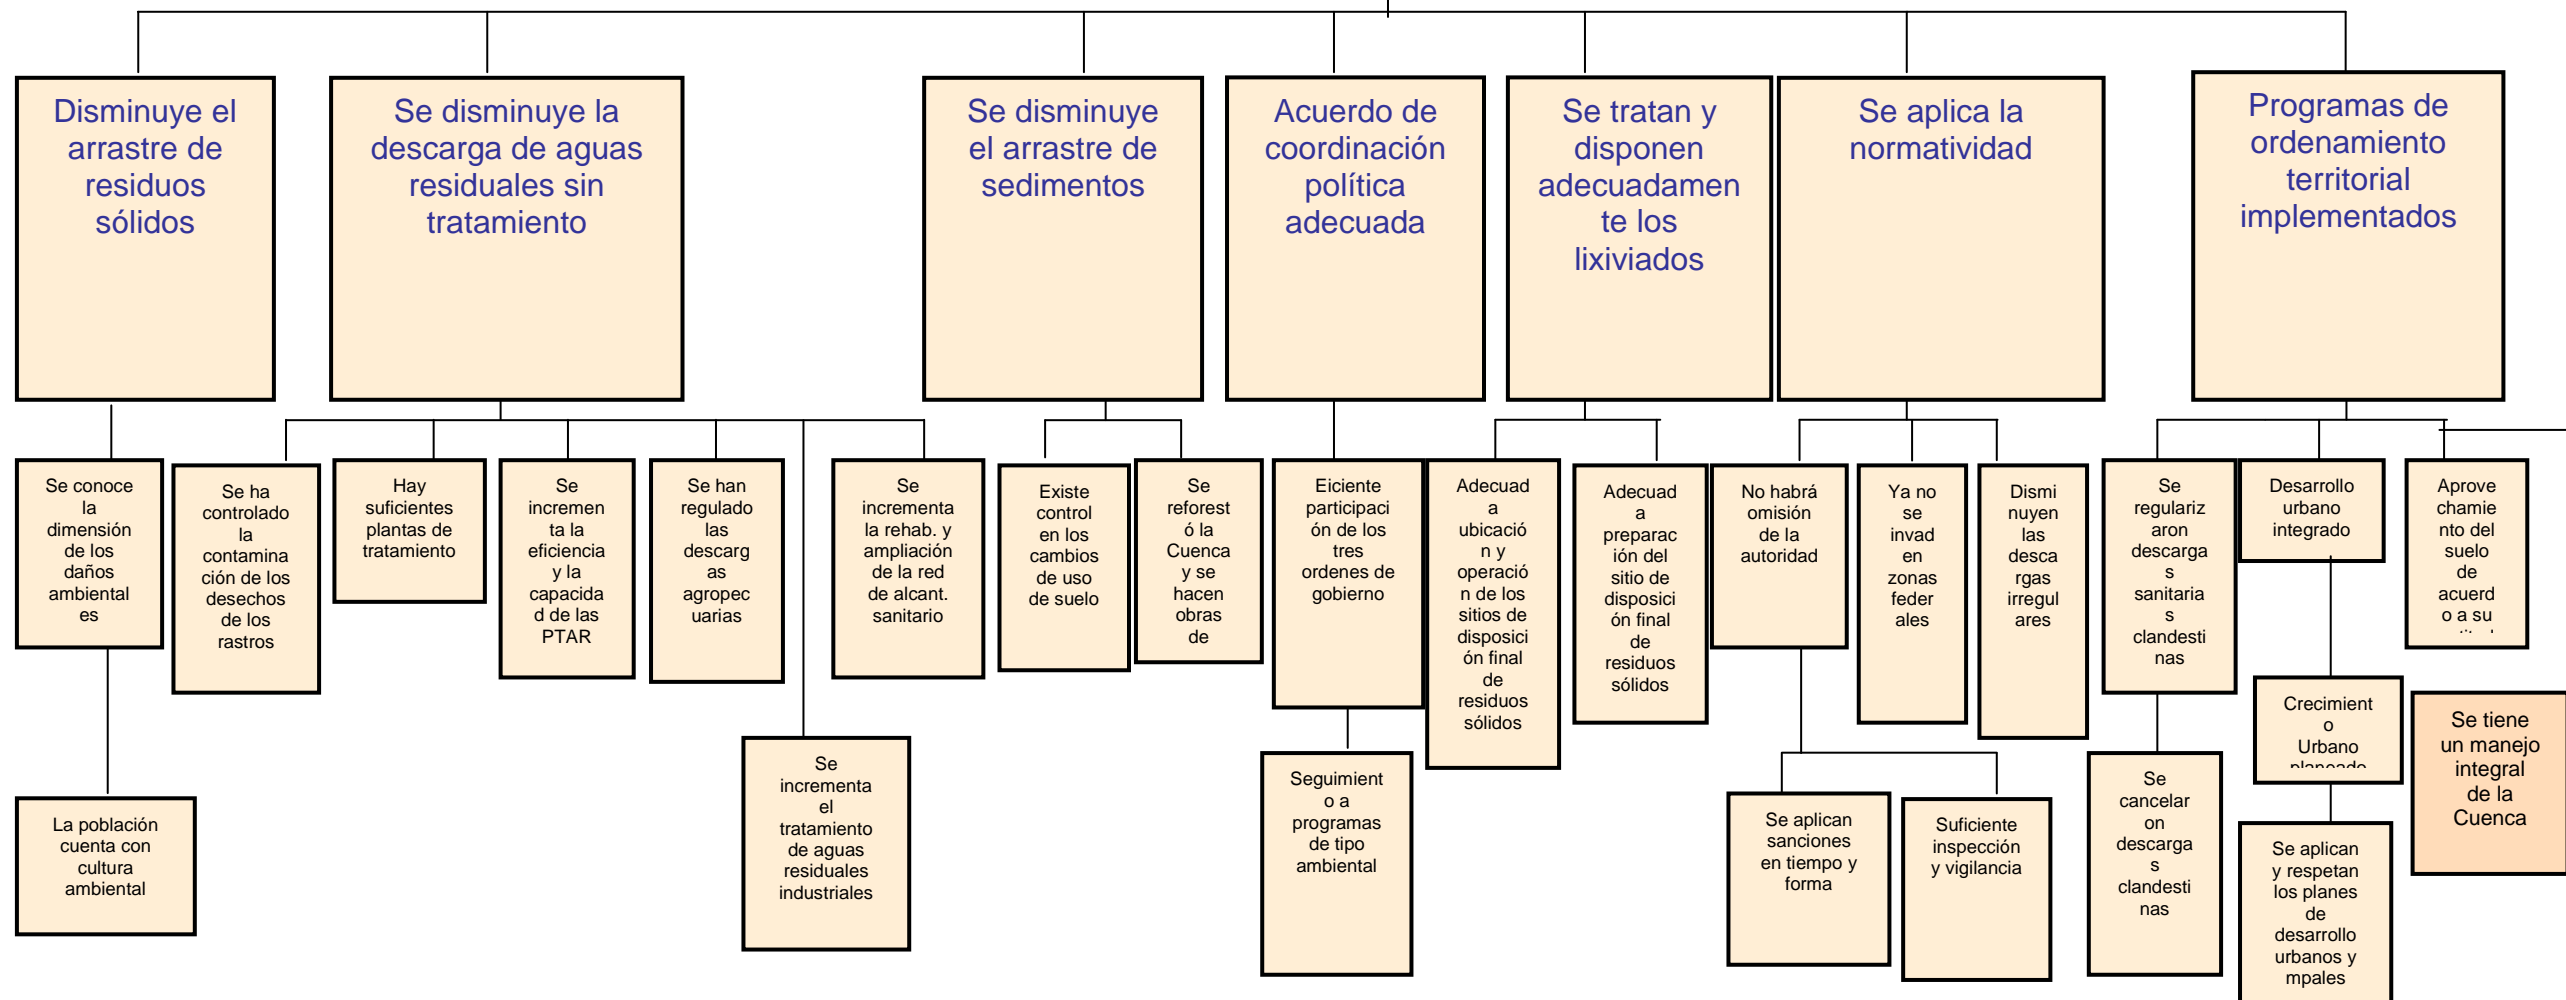 Disminuye el
arrastre de
residuos
sólidos
Se disminuye la
descarga de aguas
residuales sin
tratamiento
Se disminuye
el arrastre de
sedimentos
Acuerdo de
coordinación
política
adecuada
Se tratan y
disponen
adecuadamen
te los
lixiviados
Se aplica la
normatividad
Programas de
ordenamiento
territorial
implementados
Se conoce
la
dimensión
de los
daños
ambiental
es
Se ha
controlado
la
contamina
ción de los
desechos
de los
rastros
Hay
suficientes
plantas de
tratamiento
Se
incremen
ta la
eficiencia
y la
capacida
d de las
PTAR
Se han
regulado
las
descarg
as
agropec
uarias
Se
incrementa
la rehab. y
ampliación
de la red
de alcant.
sanitario
Existe
control
en los
cambios
de uso
de suelo
Se
reforest
ó la
Cuenca
y se
hacen
obras
de
Eiciente
participaci
ón de los
tres
ordenes de
gobierno
Adecuad
a
ubicació
n y
operació
n de los
sitios de
disposici
ón final
de
residuos
sólidos
Adecuad
a
preparac
ión del
sitio de
disposici
ón final
de
residuos
sólidos
No habrá
omisión
de la
autoridad
Ya no
se
invad
en
zonas
feder
ales
Dismi
nuyen
las
desca
rgas
irregul
ares
Se
regulariz
aron
descarga
s
sanitaria
s
clandesti
nas
Desarrollo
urbano
integrado
Aprove
chamie
nto del
suelo
de
acuerd
o a su
La población
cuenta con
cultura
ambiental
Se
incrementa
el
tratamiento
de aguas
residuales
industriales
Seguimient
o a
programas
de tipo
ambiental
Se aplican
sanciones
en tiempo y
forma
Suficiente
inspección
y vigilancia
Se
cancelar
on
descarga
s
clandesti
nas
Crecimient
o
Urbano
planeado
Se aplican
y respetan
los planes
de
desarrollo
urbanos y
mpales
Se tiene
un manejo
integral
de la
Cuenca